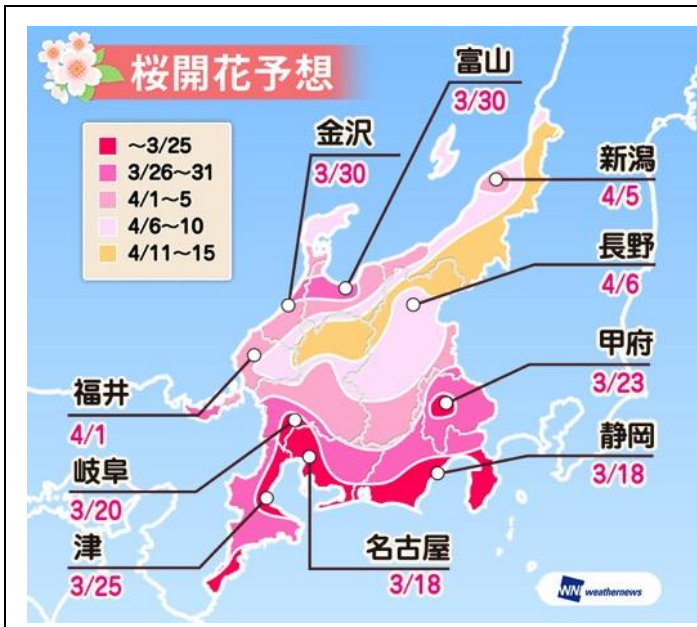 桜開花予想
～3/25
3/26～31
4/1～5
4/6～10
4/11～15
富山
3/30
金沢
3/30
新潟
4/5
長野
4/6
甲府
3/23
福井
4/1
静岡
3/18
岐阜
3/20
津
3/25
名古屋
3/18
WNI weathernews